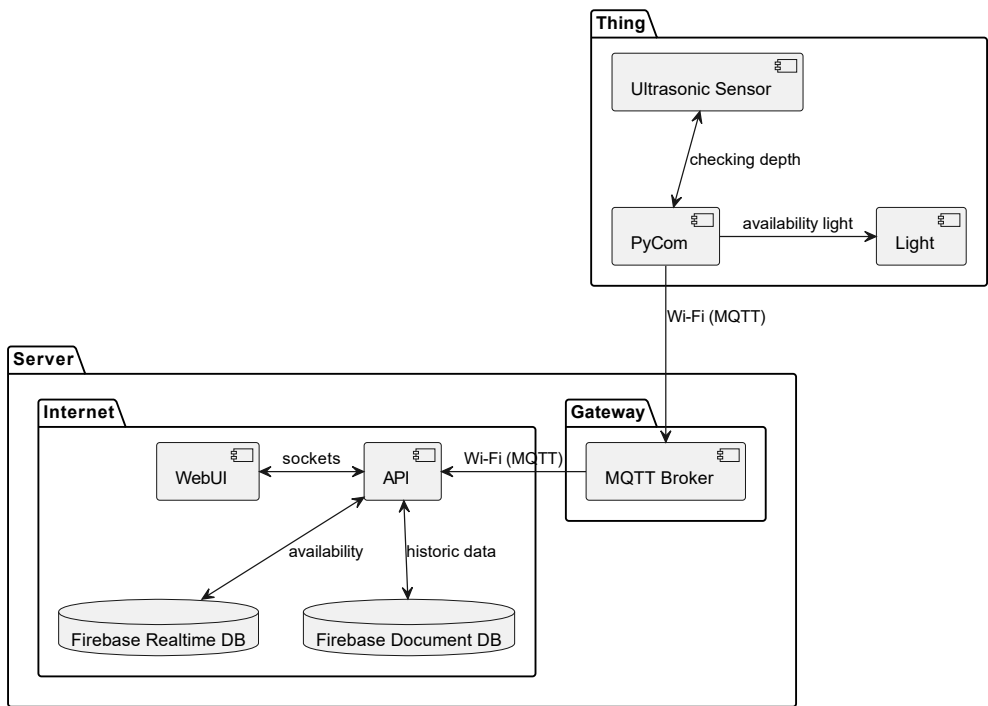 Thing
Ultrasonic Sensor
checking depth
PyCom
availability light
Light
Wi-Fi (MQTT)
Server
Internet
Gateway
WebUI
sockets
API
Wi-Fi (MQTT)
MQTT Broker
availability
historic data
Firebase Realtime DB
Firebase Document DB